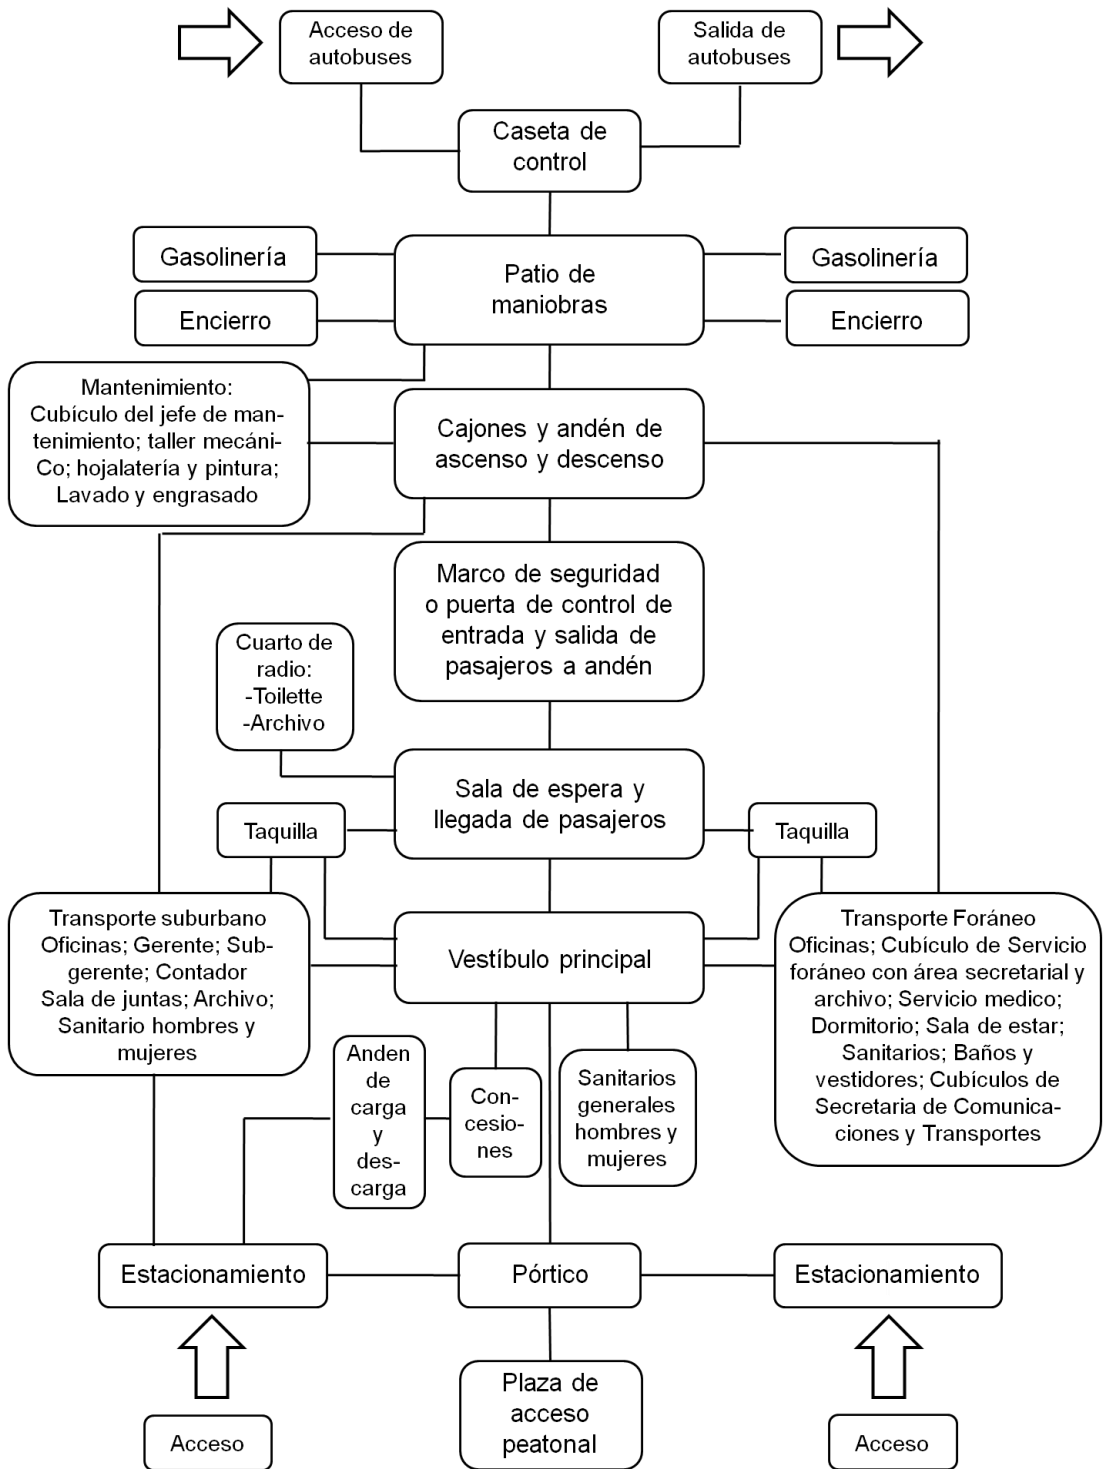 Acceso de
autobuses
Salida de
autobuses
Caseta de
control
Gasolinería
Patio de
maniobras
Gasolinería
Encierro
Encierro
Mantenimiento:
Cubículo del jefe de man-
tenimiento; taller mecáni-
Co; hojalatería y pintura;
Lavado y engrasado
Cajones y andén de
ascenso y descenso
Marco de seguridad
o puerta de control de
entrada y salida de
pasajeros a andén
Cuarto de
radio:
-Toilette
-Archivo
Sala de espera y
llegada de pasajeros
Taquilla
Taquilla
Transporte suburbano
Oficinas; Gerente; Sub-
gerente; Contador
Sala de juntas; Archivo;
Sanitario hombres y
mujeres
Vestíbulo principal
Transporte Foráneo
Oficinas; Cubículo de Servicio
foráneo con área secretarial y
archivo; Servicio medico;
Dormitorio; Sala de estar;
Sanitarios; Baños y
vestidores; Cubículos de
Secretaria de Comunica-
ciones y Transportes
Anden
de
carga
y
des-
carga
Con-
cesio-
nes
Sanitarios
generales
hombres y
mujeres
Estacionamiento
Pórtico
Estacionamiento
Acceso
Plaza de
acceso
peatonal
Acceso